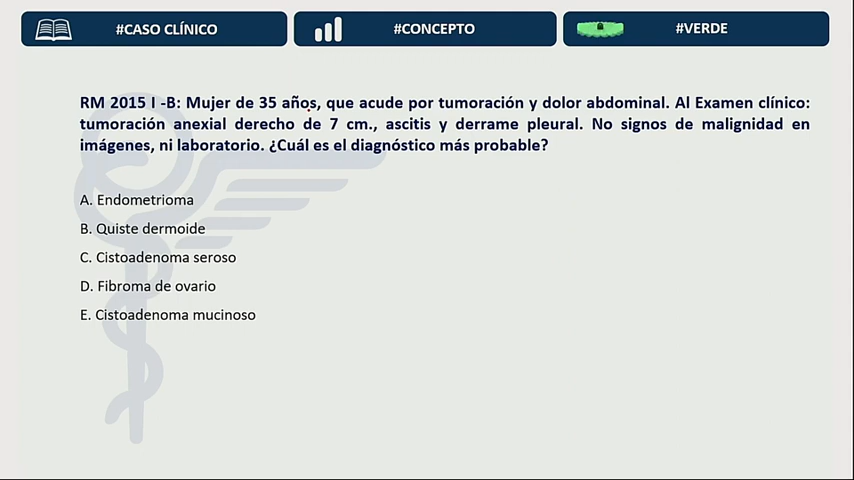 #CASO CLÍNICO
#CONCEPTO
#VERDE
RM 2015 I -B: Mujer de 35 años, que acude por tumoración y dolor abdominal. Al Examen clínico:
tumoración anexial derecho de 7 cm., ascitis y derrame pleural. No signos de malignidad en
imágenes, ni laboratorio. ¿Cuál es el diagnóstico más probable?
A. Endometrioma
B. Quiste dermoide
C. Cistoadenoma seroso
D. Fibroma de ovario
E. Cistoadenoma mucinoso